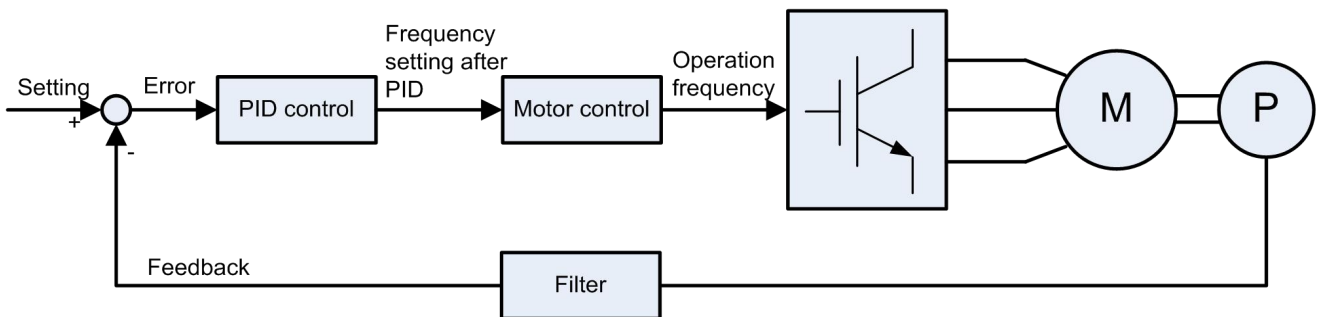 Setting
+
-
Error
PID control
Frequency
setting after
PID
Motor control
Operation
frequency
M
P
Feedback
Filter